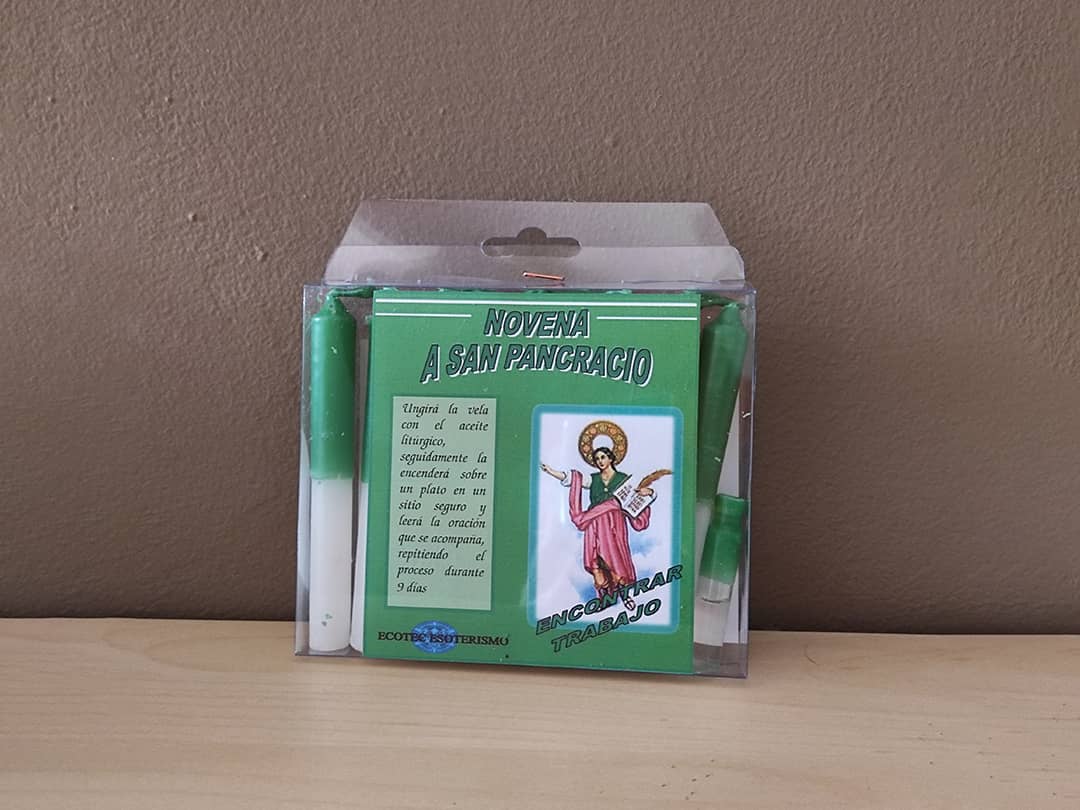 NOVENA
A SAN PANCRACIO
Ungirá la vela
con el aceite
litúrgico,
seguidamente la
encenderá sobre
un plato en un
sitio seguro y
leerá la oración
que se acompaña,
repitiendo el
proceso durante
9 días
ENCONTRAR
TRABAJO
ECOTEC ESOTERISMO